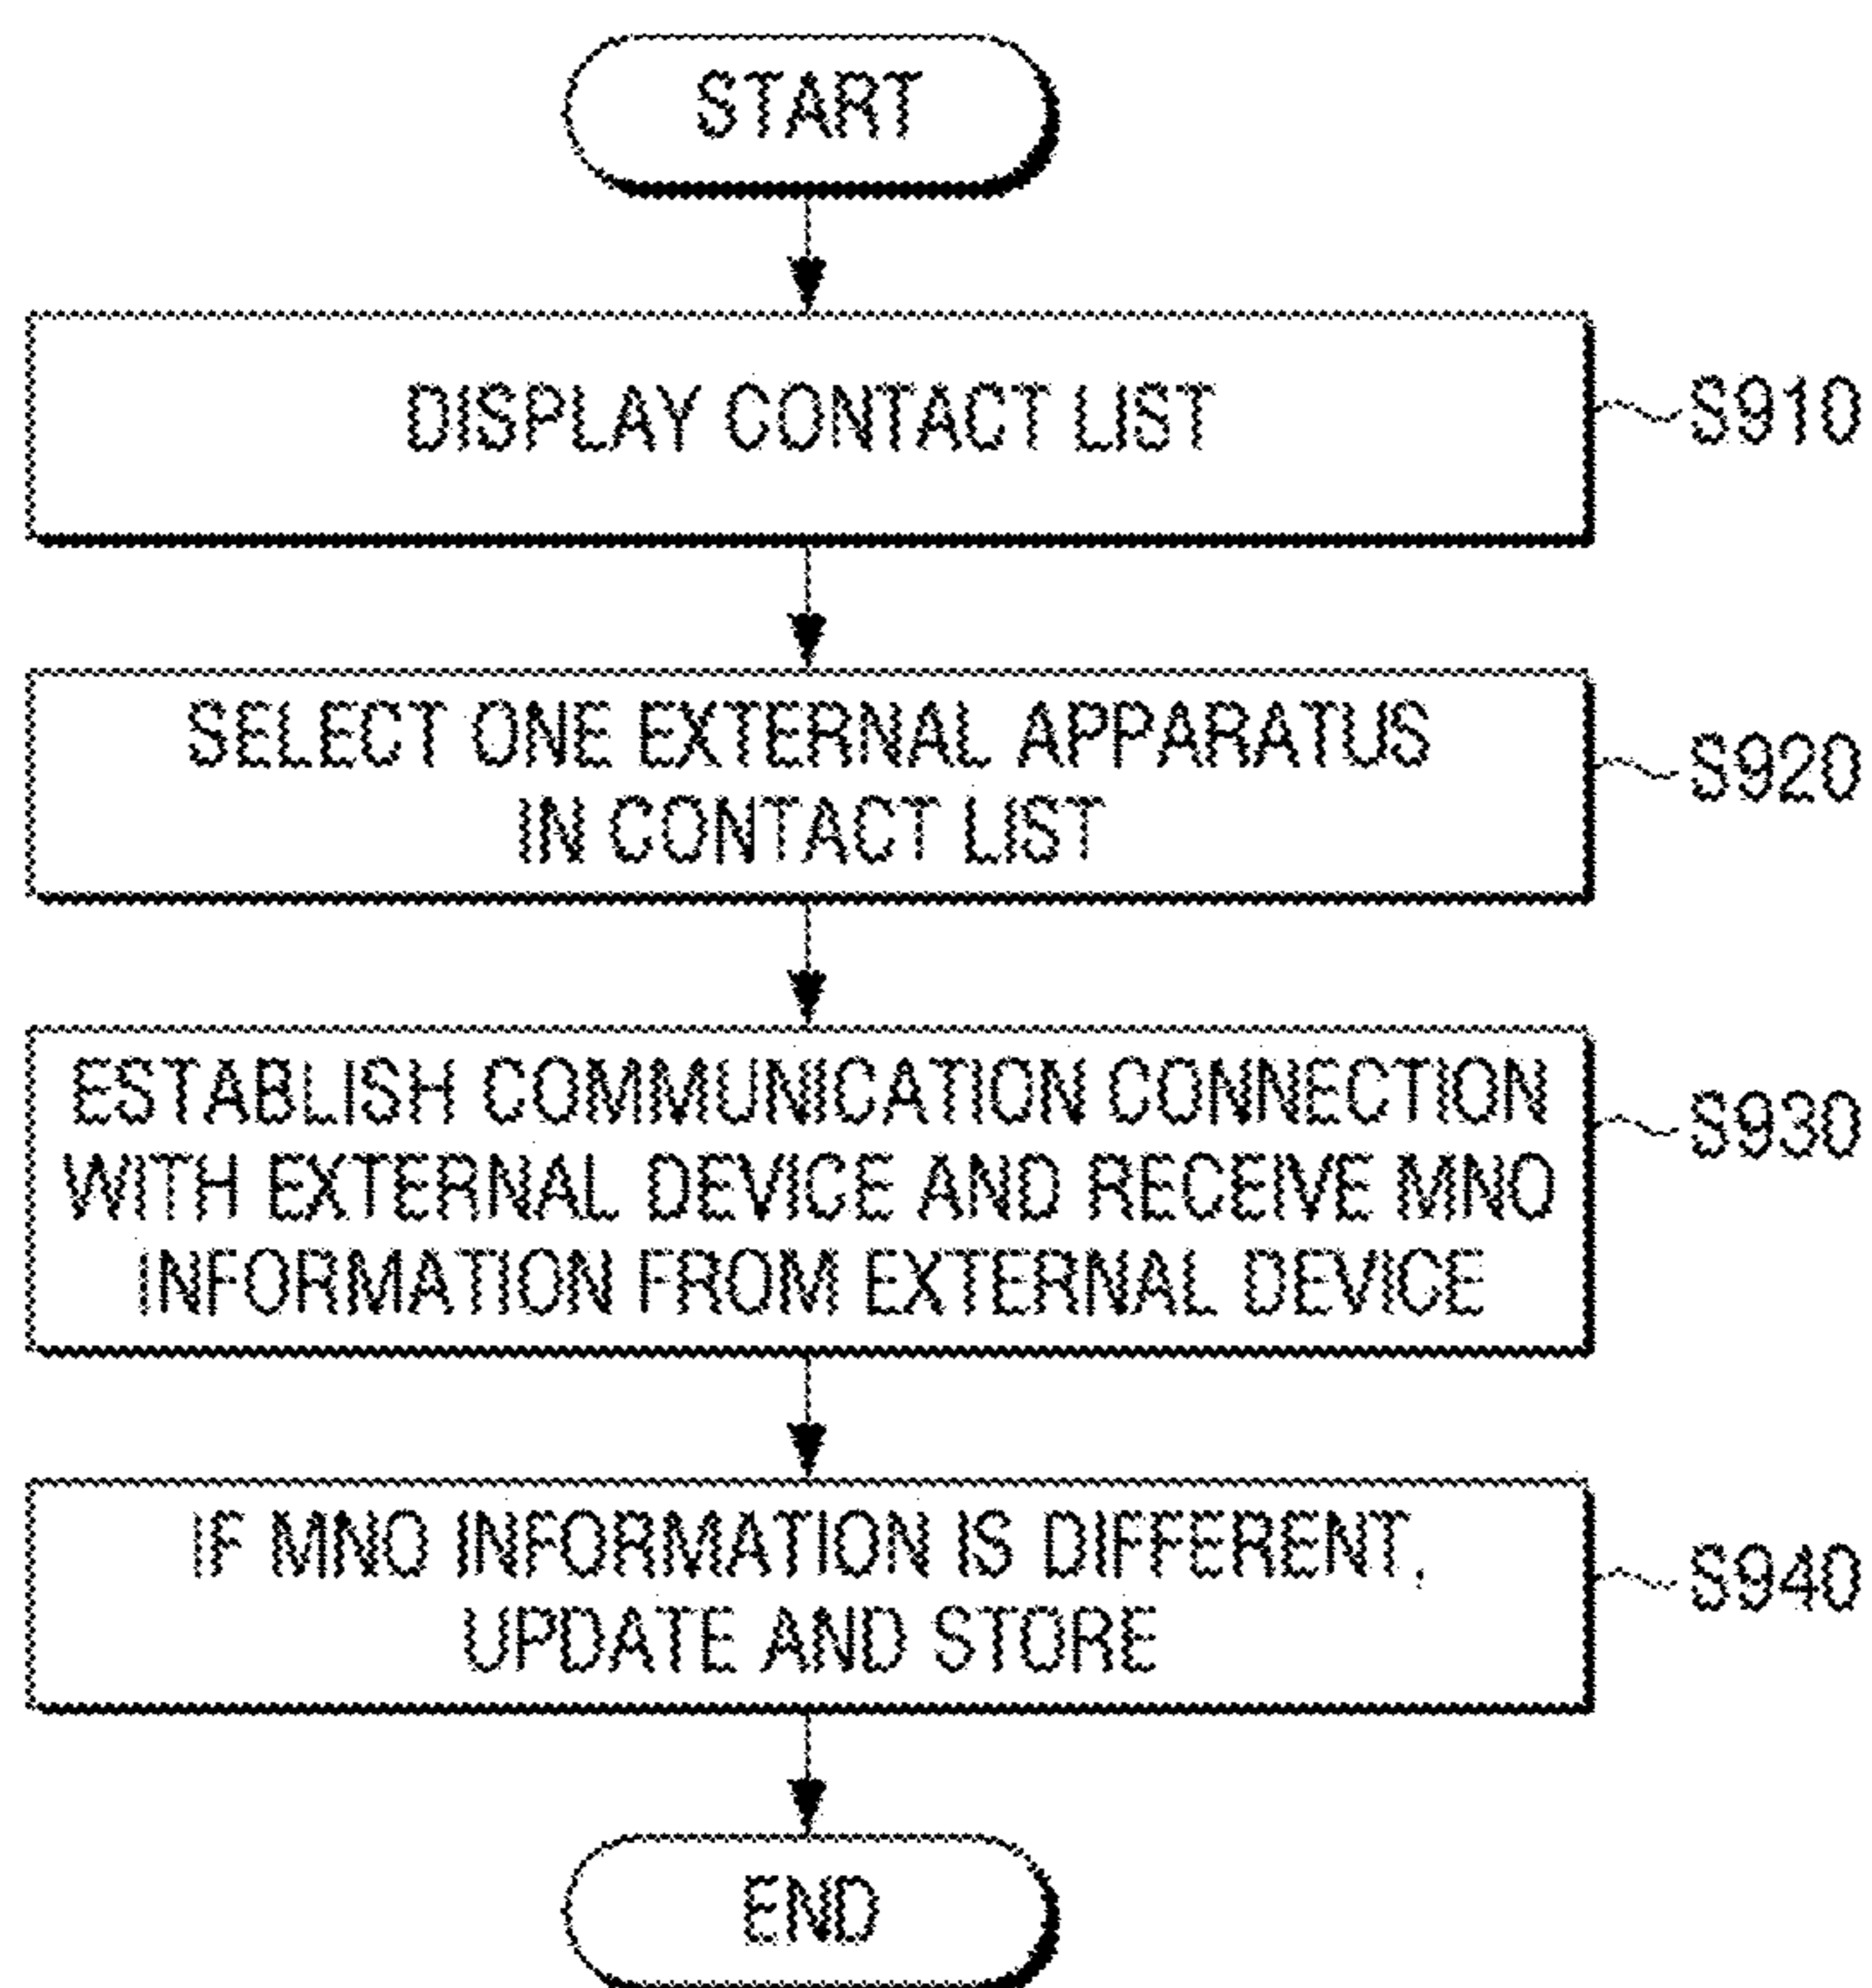 START
DISPLAY CONTACT LIST
S910
SELECT ONE EXTERNAL APPARATUS
IN CONTACT LIST
S920
ESTABLISH COMMUNICATION CONNECTION
WITH EXTERNAL DEVICE AND RECEIVE MNO
INFORMATION FROM EXTERNAL DEVICE
S930
IF MNO INFORMATION IS DIFFERENT,
UPDATE AND STORE
S940
END